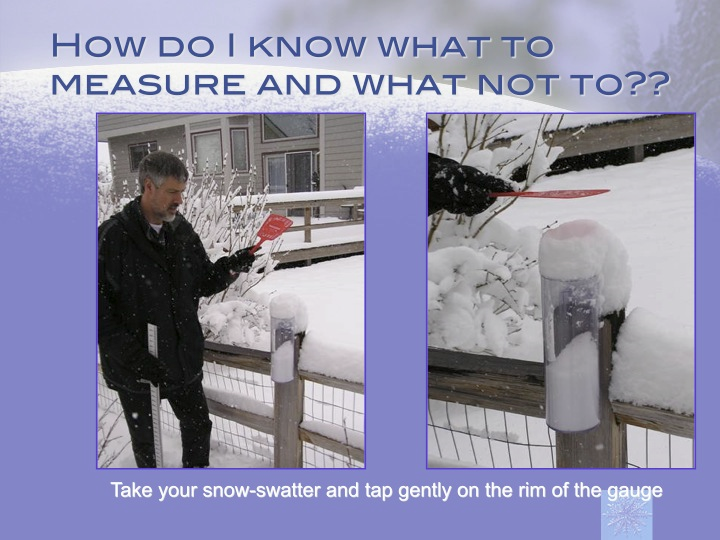 How do I know what to
measure and what not to??
Take your snow-swatter and tap gently on the rim of the gauge